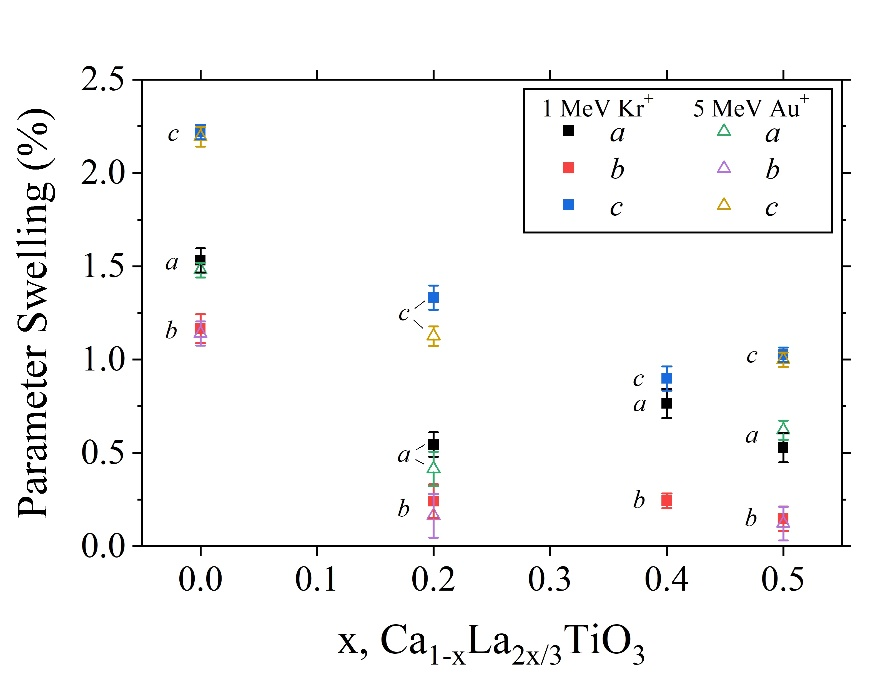 2.5
2.0
1.5
1.0
0.5
0.0
Parameter Swelling (%)
1 MeV Kr⁺ 5 MeV Au⁺
a a
b b
c c
c
a
b
c
a
b
c
a
b
c
a
b
0.0 0.1 0.2 0.3 0.4 0.5
x, Ca₁₋ₓLa₂ₓ/₃TiO₃